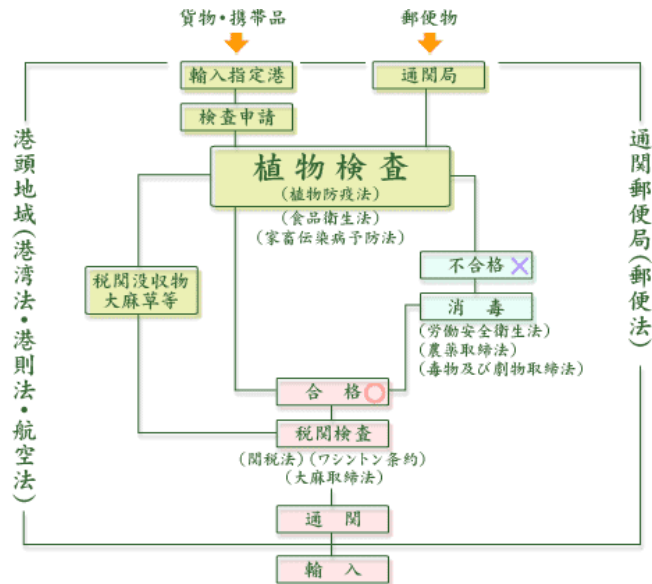 貨物・携帯品
郵便物
輸入指定港
通関局
検査申請
植物検査
(植物防疫法)
(食品衛生法)
(家畜伝染病予防法)
港頭地域(港湾法・港則法・航空法)
通関郵便局(郵便法)
不合格
税関没収物
大麻草等
消毒
(労働安全衛生法)
(農薬取締法)
(毒物及び劇物取締法)
合格
税関検査
(関税法)(ワシントン条約)
(大麻取締法)
通関
輸入